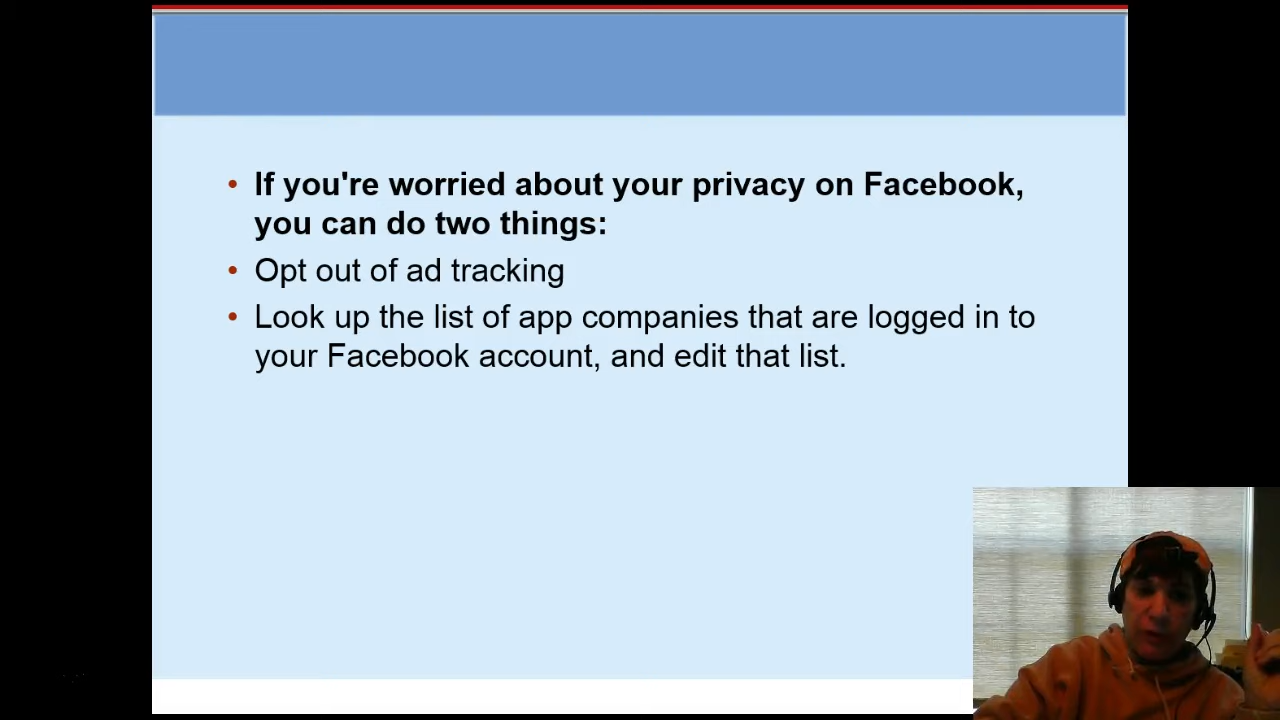 • If you're worried about your privacy on Facebook,
you can do two things:
• Opt out of ad tracking
• Look up the list of app companies that are logged in to
your Facebook account, and edit that list.